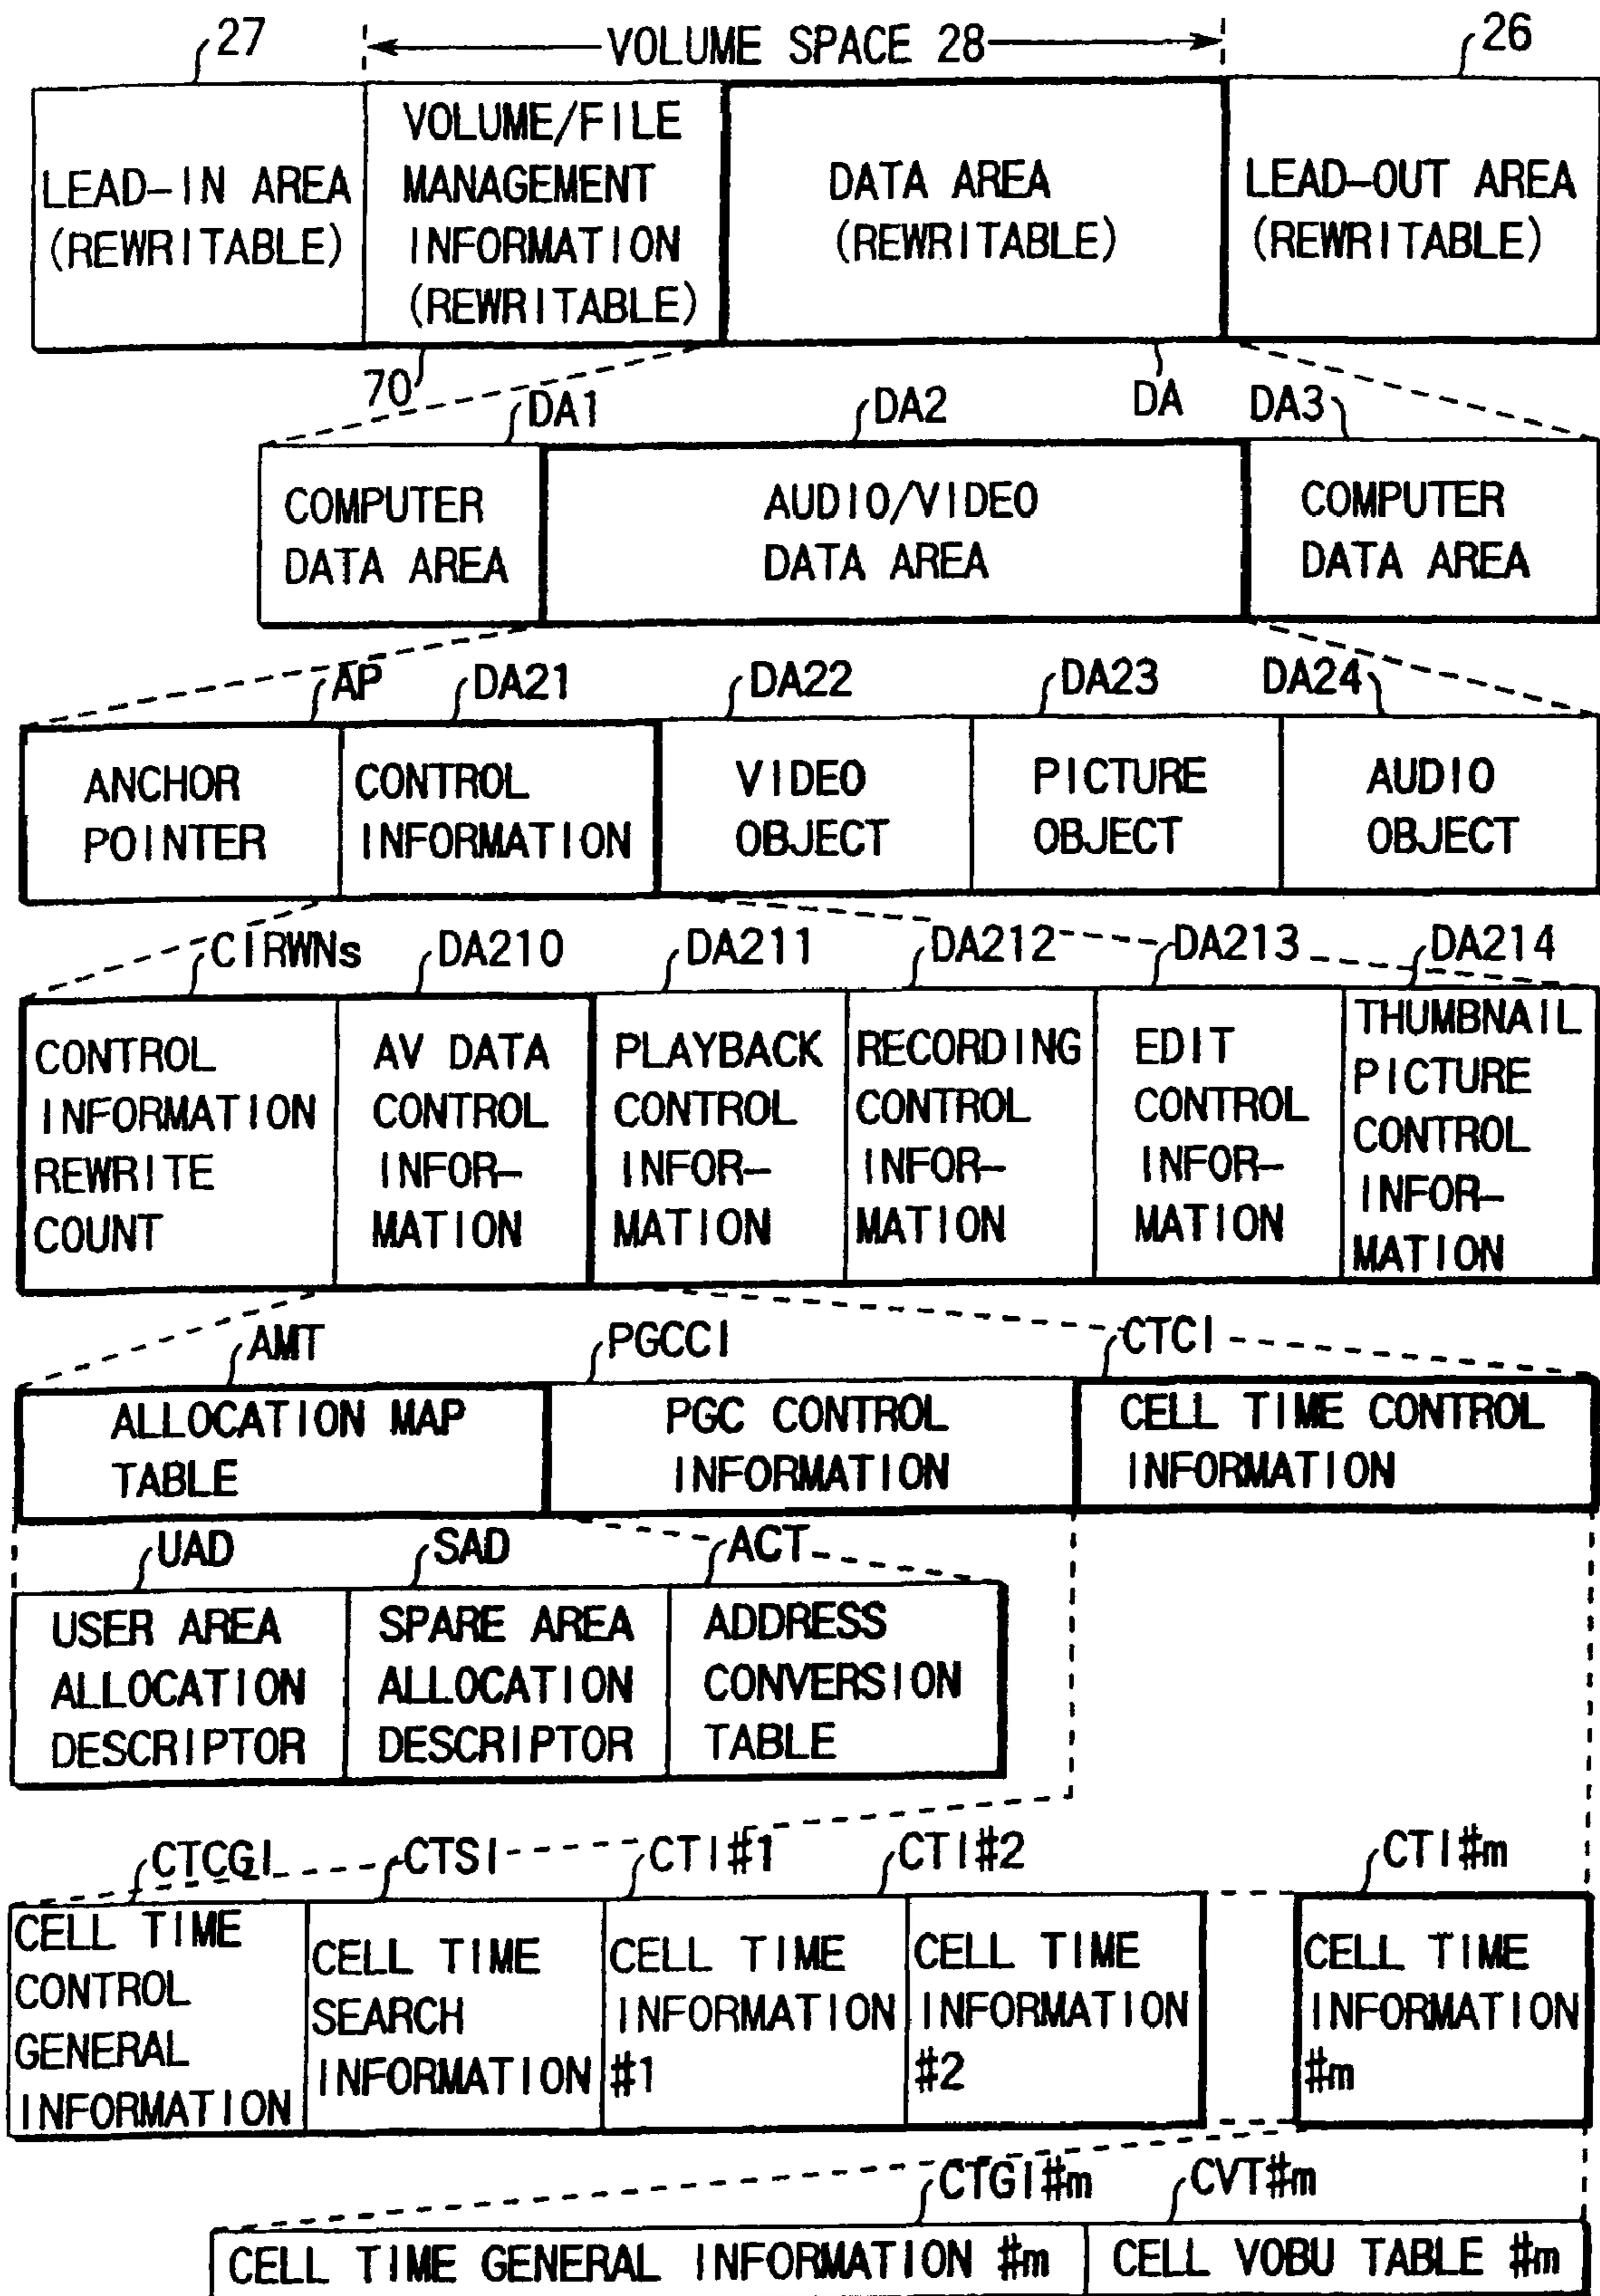 27
VOLUME SPACE 28
26
LEAD-IN AREA
(REWRITABLE)
VOLUME/FILE
MANAGEMENT
INFORMATION
(REWRITABLE)
DATA AREA
(REWRITABLE)
LEAD-OUT AREA
(REWRITABLE)
70
DA1
DA2
DA
DA3
COMPUTER
DATA AREA
AUDIO/VIDEO
DATA AREA
COMPUTER
DATA AREA
AP
DA21
DA22
DA23
DA24
ANCHOR
POINTER
CONTROL
INFORMATION
VIDEO
OBJECT
PICTURE
OBJECT
AUDIO
OBJECT
CIRWNs
DA210
DA211
DA212
DA213
DA214
CONTROL
INFORMATION
REWRITE
COUNT
AV DATA
CONTROL
INFOR-
MATION
PLAYBACK
CONTROL
INFOR-
MATION
RECORDING
CONTROL
INFOR-
MATION
EDIT
CONTROL
INFOR-
MATION
THUMBNAIL
PICTURE
CONTROL
INFOR-
MATION
AMT
PGCCI
CTCI
ALLOCATION MAP
TABLE
PGC CONTROL
INFORMATION
CELL TIME CONTROL
INFORMATION
UAD
SAD
ACT
USER AREA
ALLOCATION
DESCRIPTOR
SPARE AREA
ALLOCATION
DESCRIPTOR
ADDRESS
CONVERSION
TABLE
CTCGI
CTSI
CTI#1
CTI#2
CTI#m
CELL TIME
CONTROL
GENERAL
INFORMATION
CELL TIME
SEARCH
INFORMATION
CELL TIME
INFORMATION
#1
CELL TIME
INFORMATION
#2
CELL TIME
INFORMATION
#m
CTGI#m
CVT#m
CELL TIME GENERAL INFORMATION #m
CELL VOBU TABLE #m